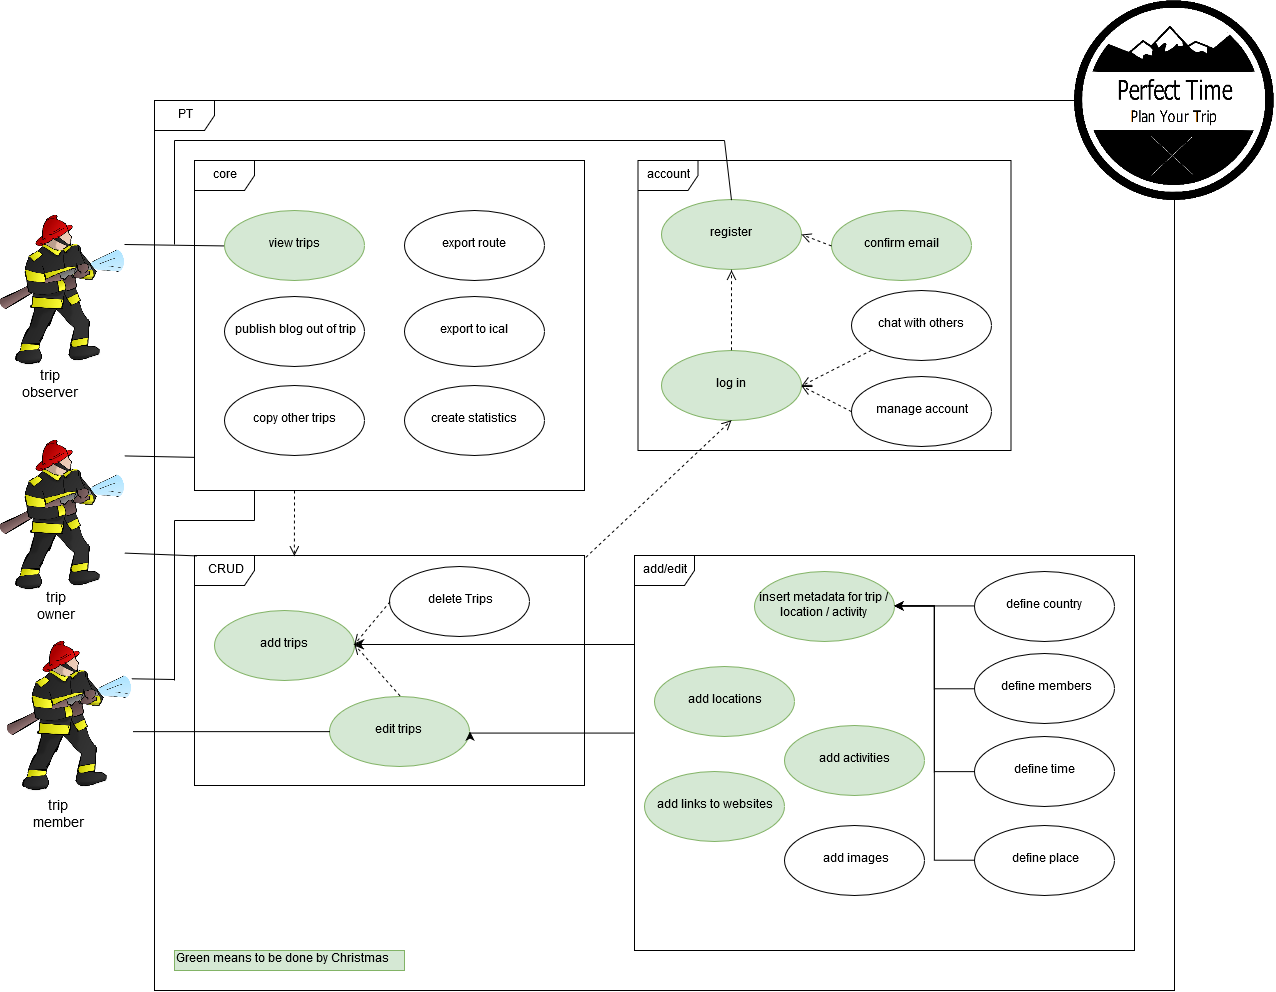 Perfect Time
Plan Your Trip
PT
core
account
view trips
export route
register
confirm email
publish blog out of trip
export to ical
chat with others
copy other trips
create statistics
log in
manage account
trip
observer
trip
owner
trip
member
CRUD
delete Trips
add trips
edit trips
add/edit
insert metadata for trip /
location / activity
define country
add locations
define members
add activities
define time
add links to websites
add images
define place
Green means to be done by Christmas